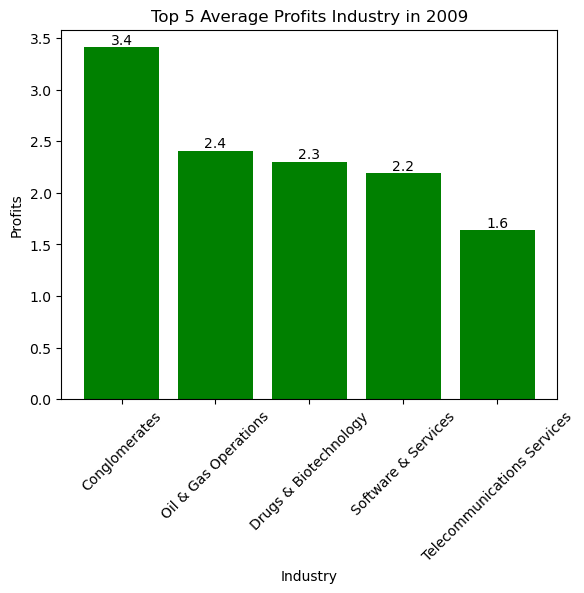 Top 5 Average Profits Industry in 2009
Profits
3.5
3.0
2.5
2.0
1.5
1.0
0.5
0.0
3.4
2.4
2.3
2.2
1.6
Conglomerates
Oil & Gas Operations
Drugs & Biotechnology
Software & Services
Telecommunications Services
Industry